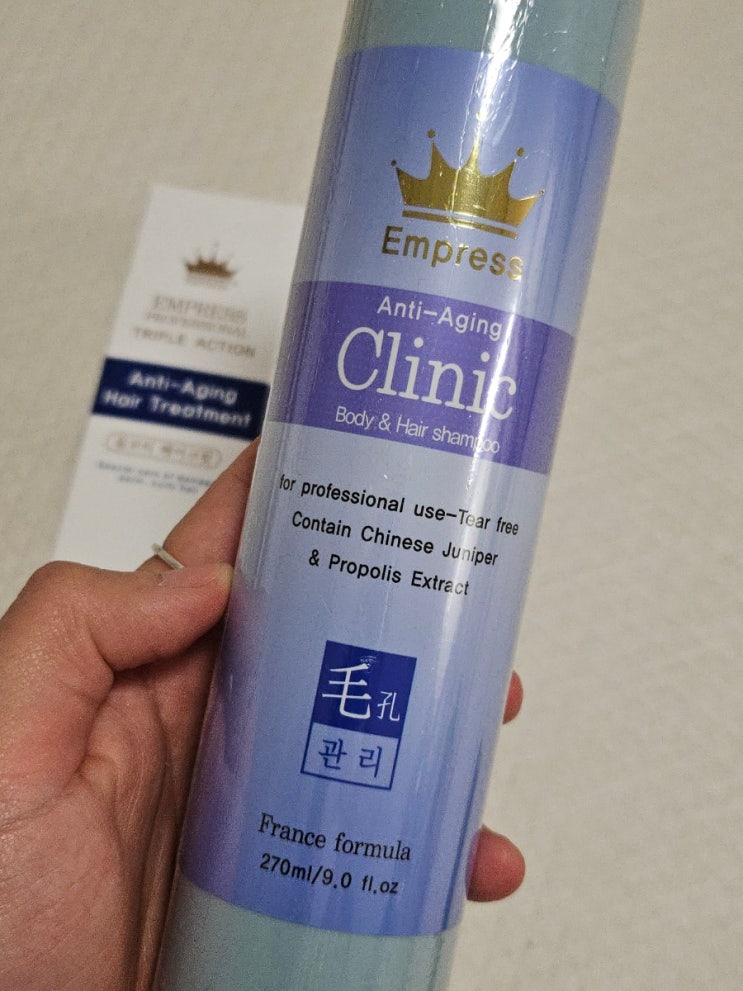 Empress
Anti-Aging
Clinic
Body & Hair shampoo
for professional use-Tear free
Contain Chinese Juniper
& Propolis Extract
毛孔
관리
France formula
270ml/9.0 fl.oz
EMPRESS
PROFESSIONAL
TRIPLE ACTION
Anti-Aging
Hair Treatment